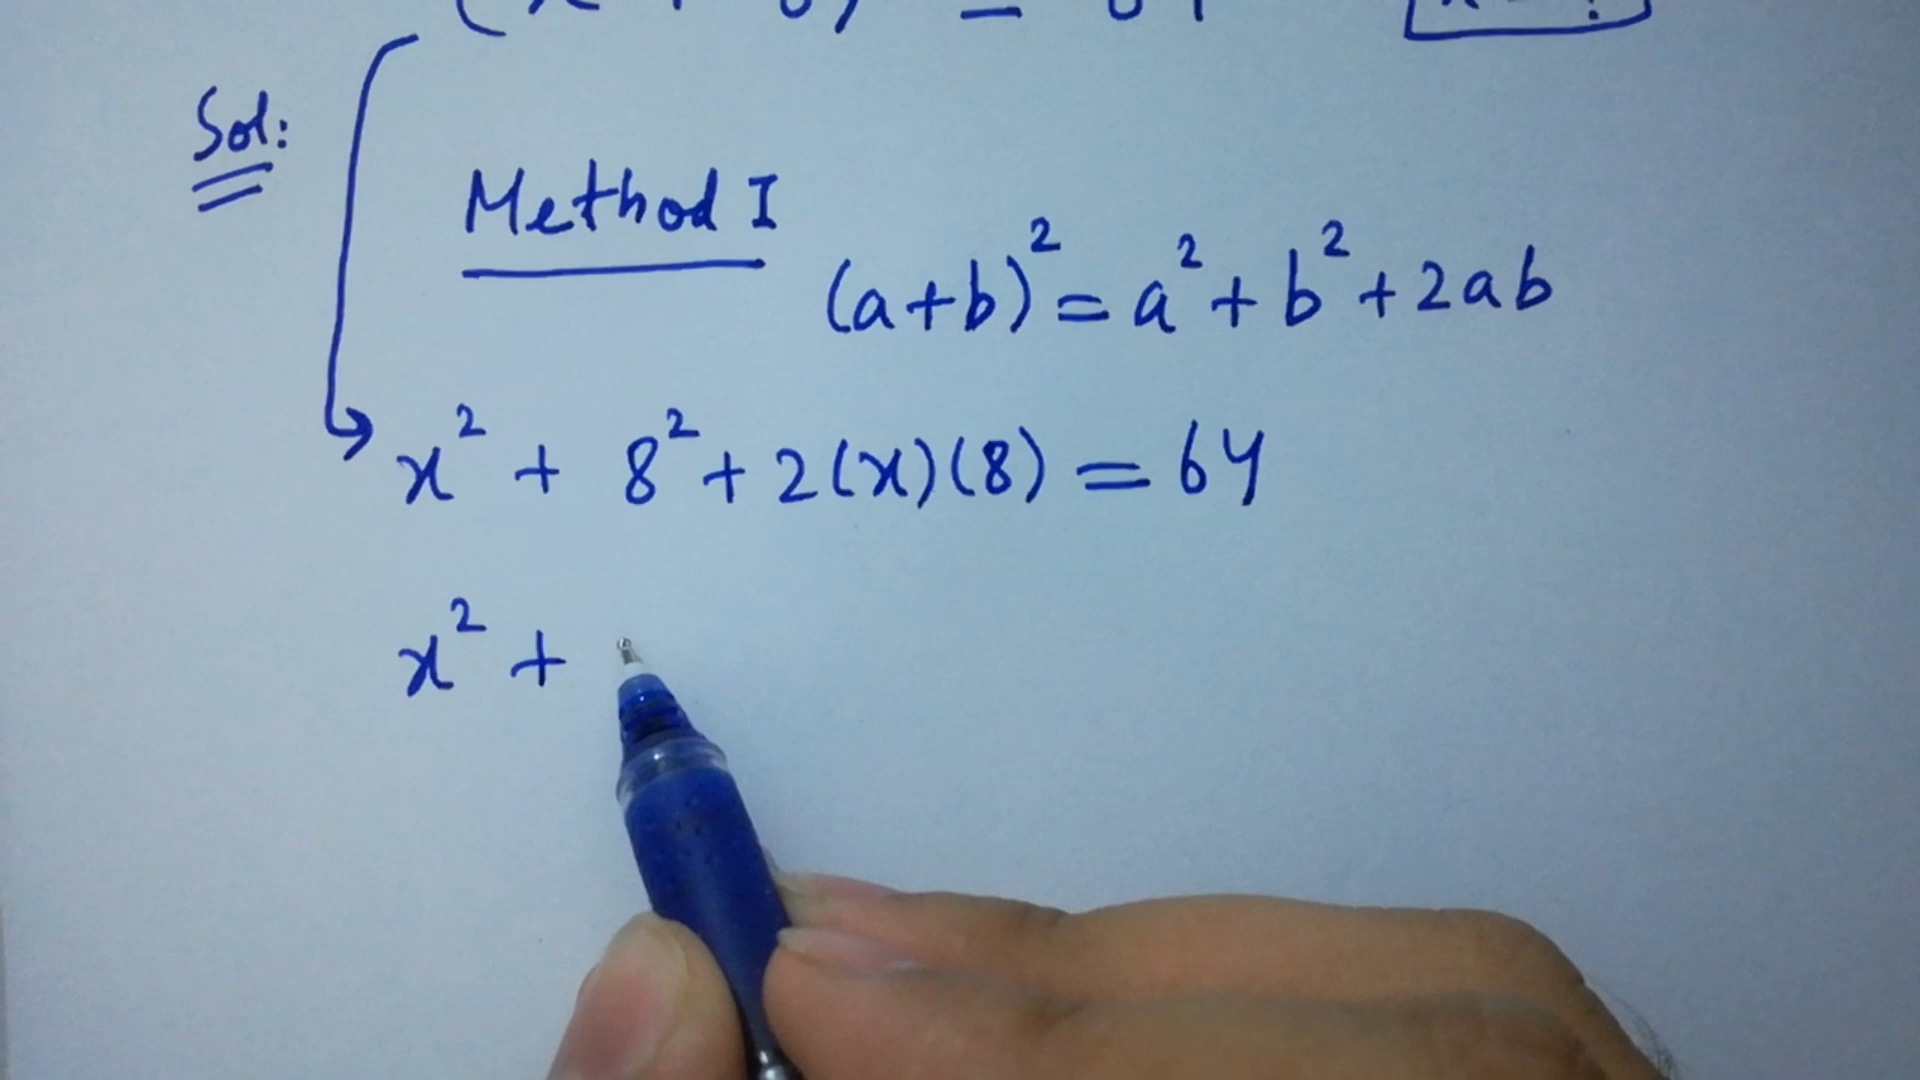 Sol:
Method I
(a+b)² = a² + b² + 2ab
x² + 8² + 2(x)(8) = 64
x² +